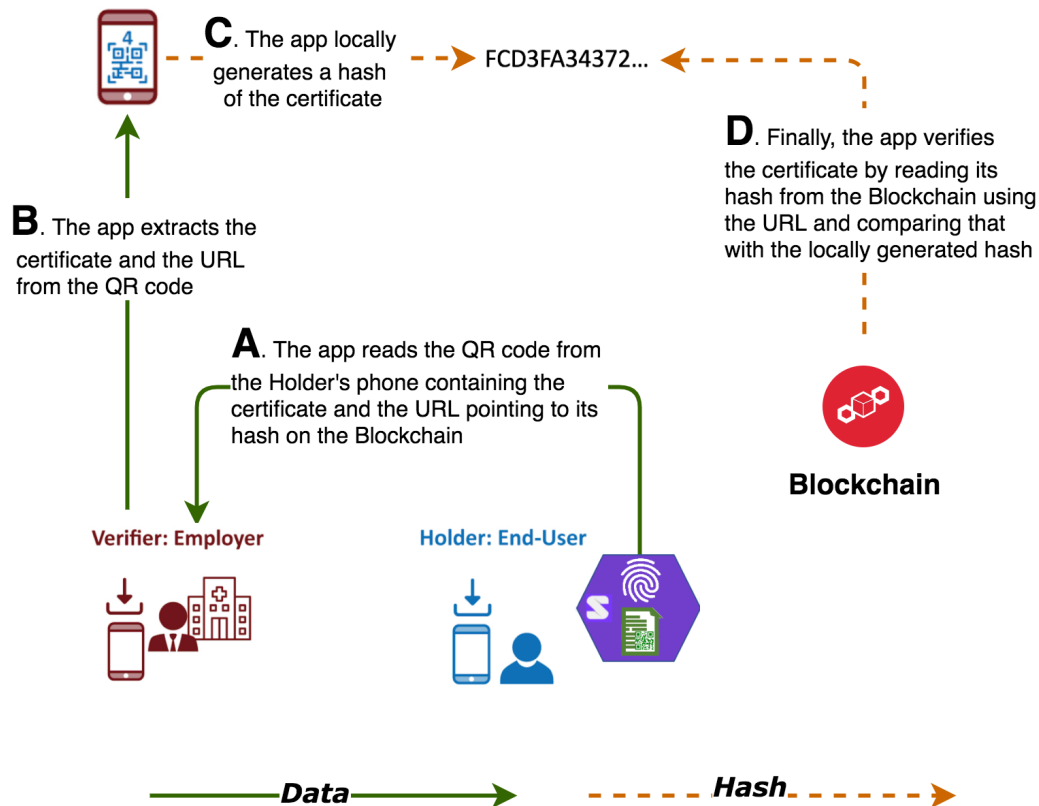 4
C. The app locally
generates a hash
of the certificate
FCD3FA34372...
D. Finally, the app verifies
the certificate by reading its
hash from the Blockchain using
the URL and comparing that
with the locally generated hash
B. The app extracts the
certificate and the URL
from the QR code
A. The app reads the QR code from
the Holder's phone containing the
certificate and the URL pointing to its
hash on the Blockchain
Blockchain
Verifier: Employer
Holder: End-User
S
Data
Hash